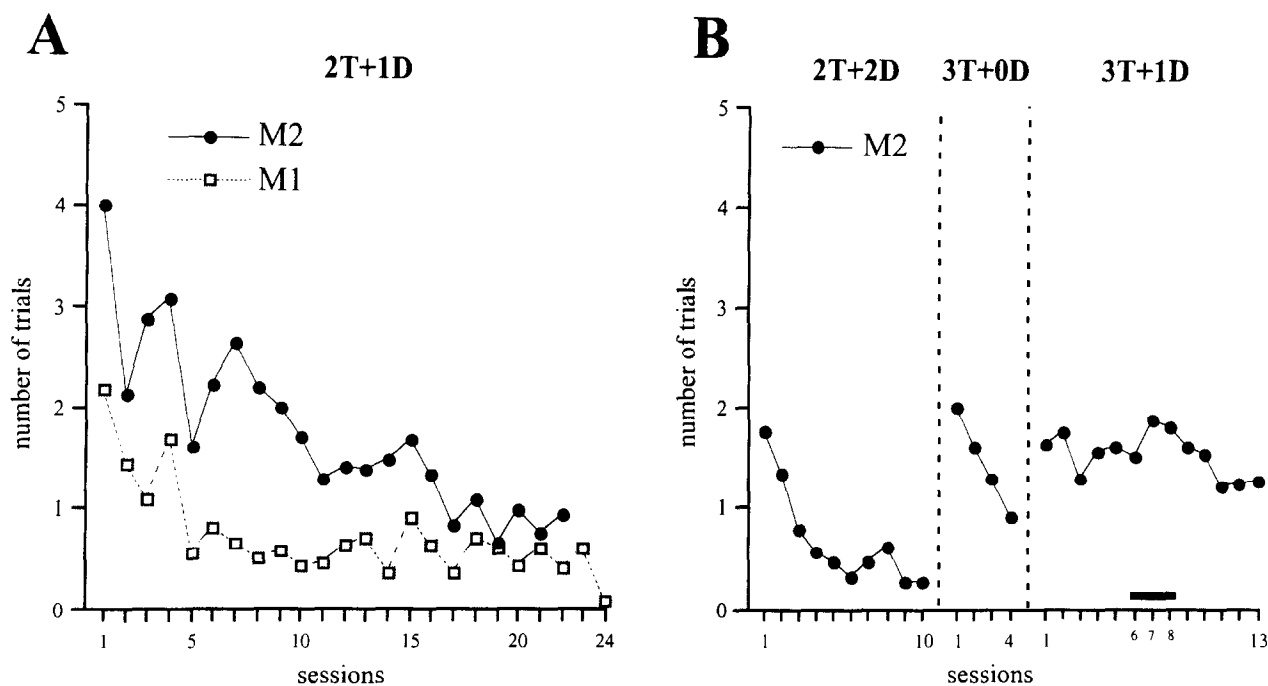 A
2T+1D
number of trials
5
4
3
2
1
0
M2
M1
1 5 10 15 20 24
sessions
B
2T+2D 3T+0D 3T+1D
number of trials
5
4
3
2
1
0
M2
1 10 1 4 1 6 7 8 13
sessions